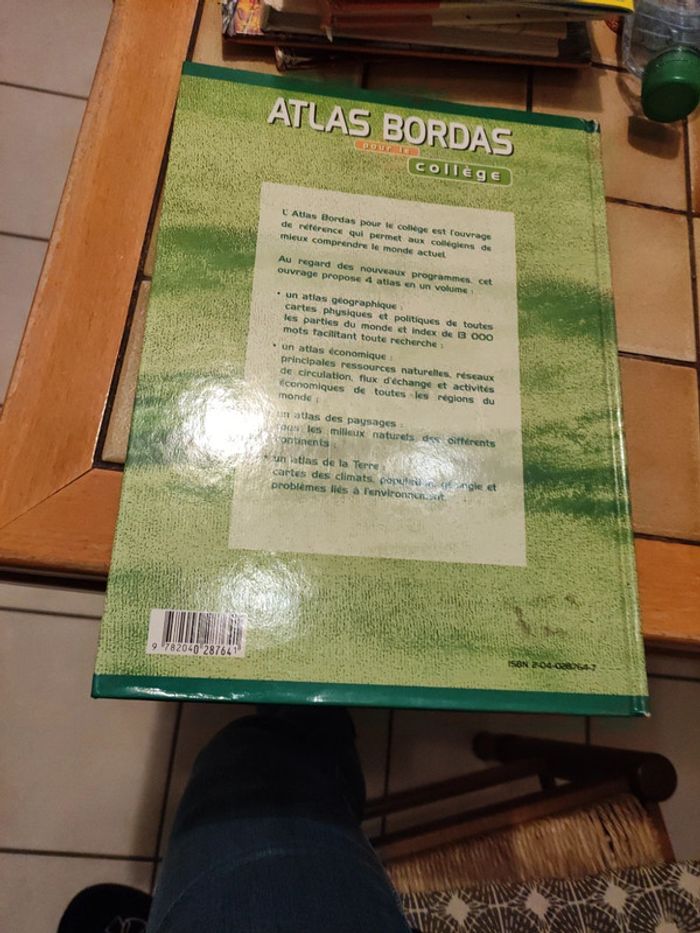 ATLAS BORDAS
pour le
collège
L'Atlas Bordas pour le collège est l'ouvrage
de référence qui permet aux collégiens de
mieux comprendre le monde actuel.
Au regard des nouveaux programmes, cet
ouvrage propose 4 atlas en un volume :
• un atlas géographique :
cartes physiques et politiques de toutes
les parties du monde et index de 13 000
mots facilitant toute recherche ;
• un atlas économique :
principales ressources naturelles, réseaux
de circulation, flux d'échange et activités
économiques de toutes les régions du
monde ;
• un atlas des paysages :
tous les milieux naturels des différents
continents ;
• un atlas de la Terre :
cartes des climats, population, énergie et
problèmes liés à l'environnement.
9 782040 287641
ISBN 2-04-028764-7